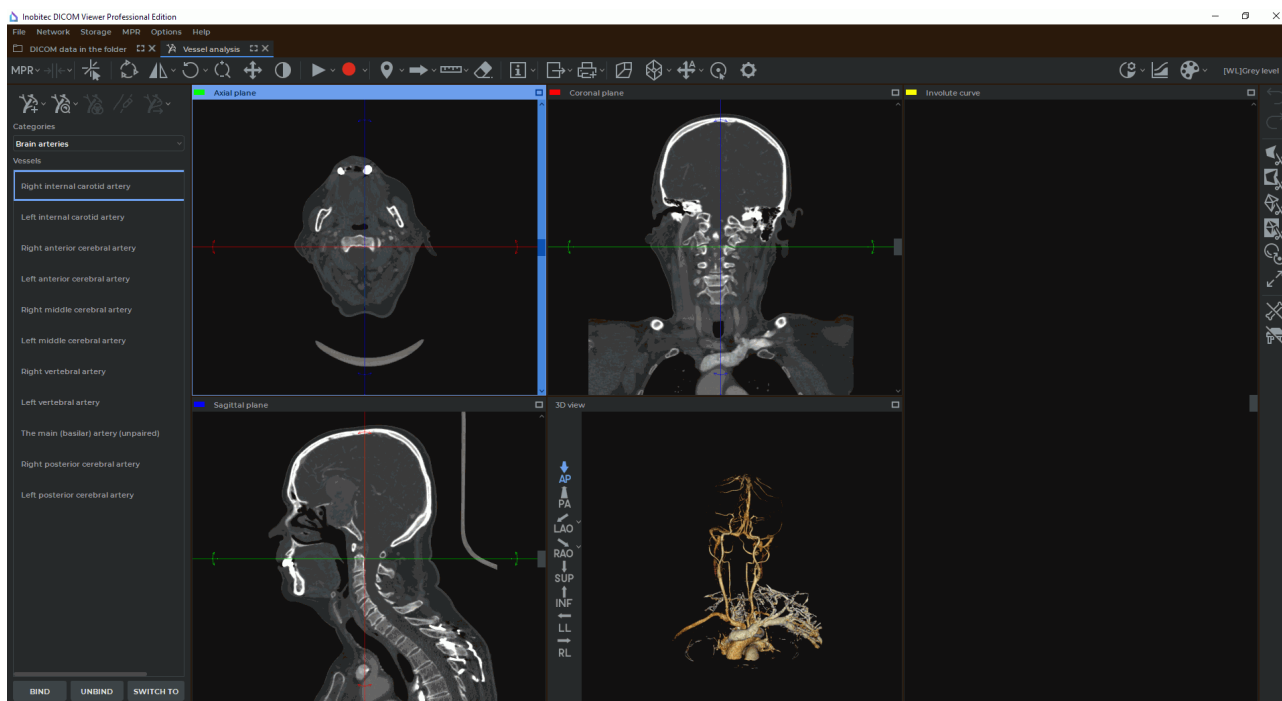 Inobitec DICOM Viewer Professional Edition
File Network Storage MPR Options Help
DICOM data in the folder Vessel analysis
MPR [WL]Grey level
Axial plane
Coronal plane
Involute curve
Categories
Brain arteries
Vessels
Right internal carotid artery
Left internal carotid artery
Right anterior cerebral artery
Left anterior cerebral artery
Right middle cerebral artery
Left middle cerebral artery
Right vertebral artery
Left vertebral artery
The main (basilar) artery (unpaired)
Right posterior cerebral artery
Left posterior cerebral artery
BIND UNBIND SWITCH TO
Sagittal plane
3D view
AP
PA
LAO
RAO
SUP
INF
LL
RL